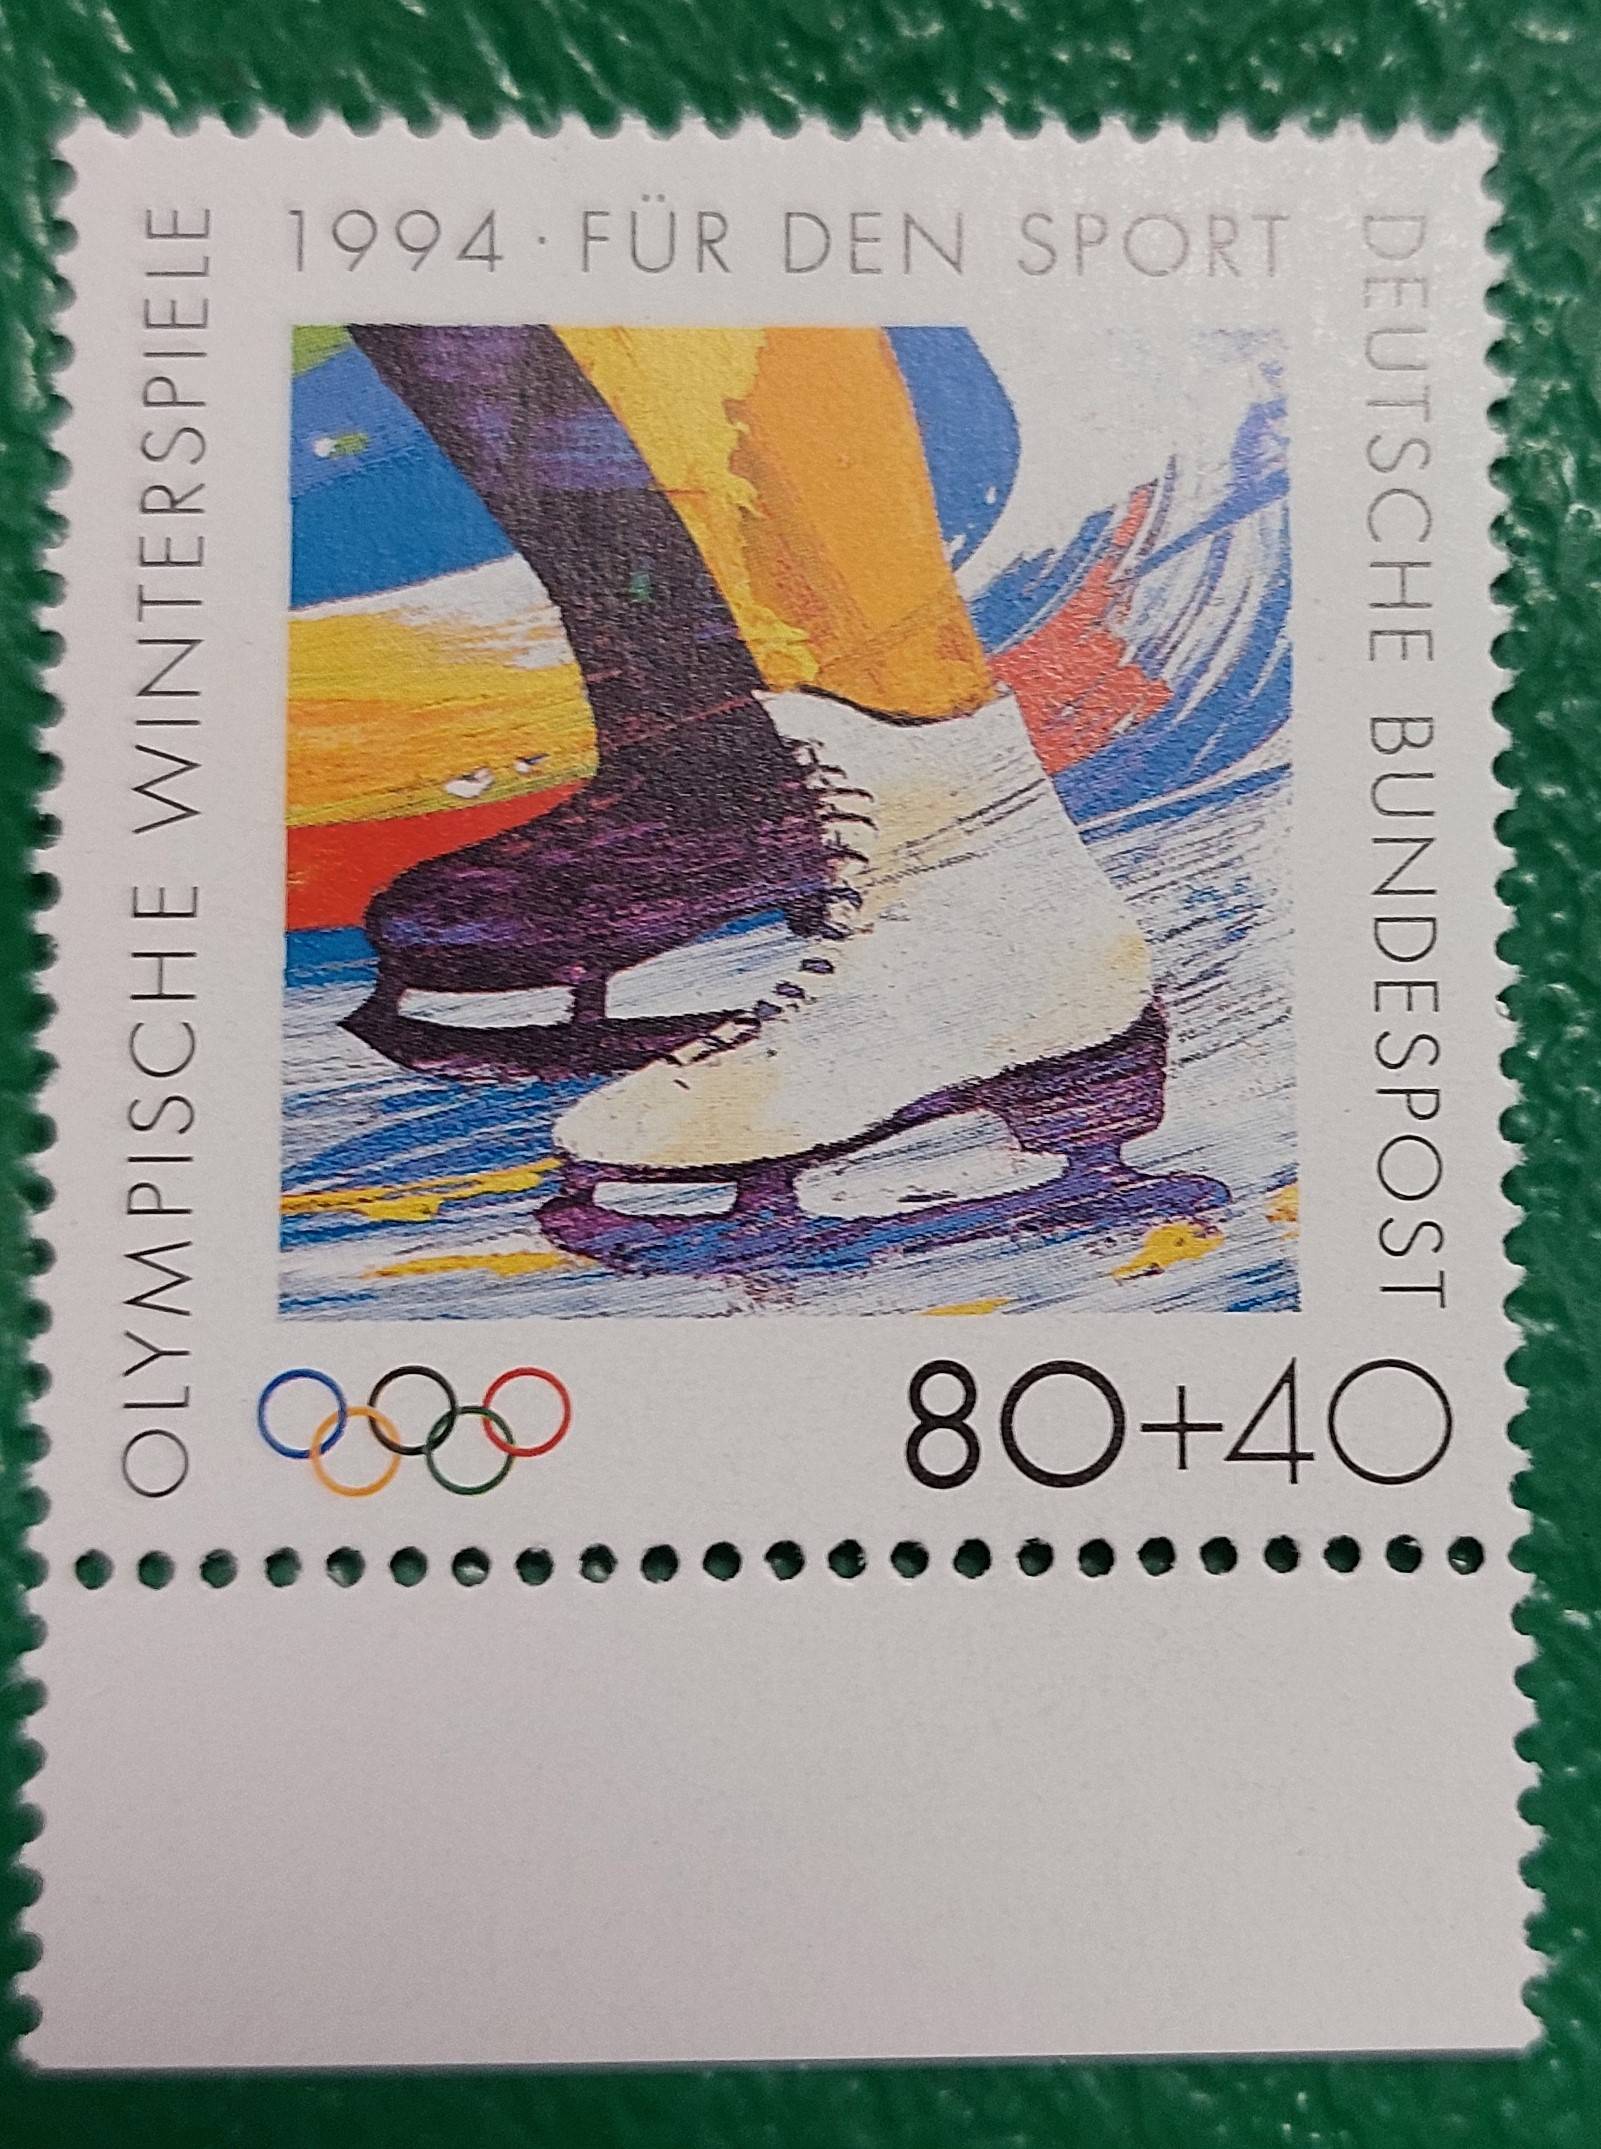 OLYMPISCHE WINTERSPIELE
1994 · FÜR DEN SPORT
DEUTSCHE BUNDESPOST
80+40